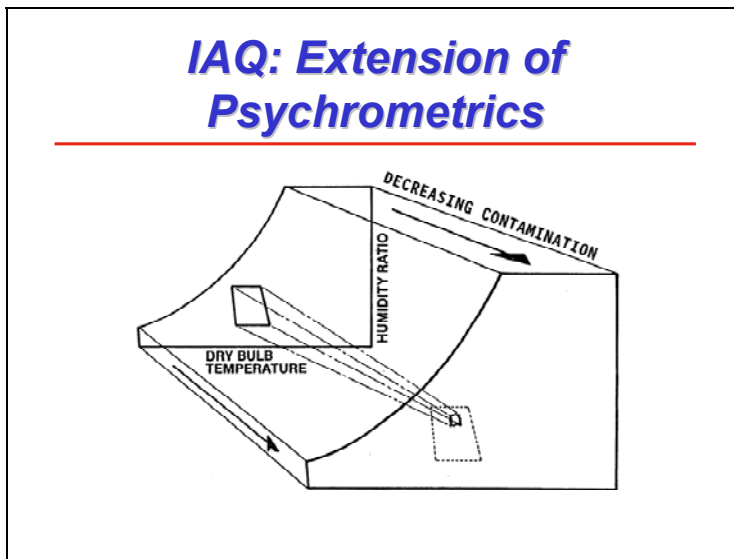 IAQ: Extension of
Psychrometrics
DECREASING CONTAMINATION
HUMIDITY RATIO
DRY BULB
TEMPERATURE